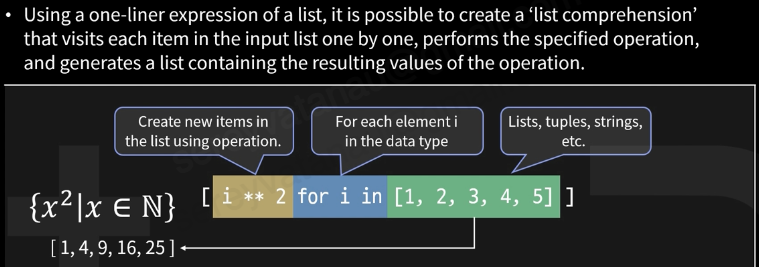 • Using a one-liner expression of a list, it is possible to create a ‘list comprehension’
that visits each item in the input list one by one, performs the specified operation,
and generates a list containing the resulting values of the operation.
Create new items in
the list using operation.
For each element i
in the data type
Lists, tuples, strings,
etc.
{x²|x ∈ ℕ}
[ i ** 2 for i in [1, 2, 3, 4, 5] ]
[ 1, 4, 9, 16, 25 ]